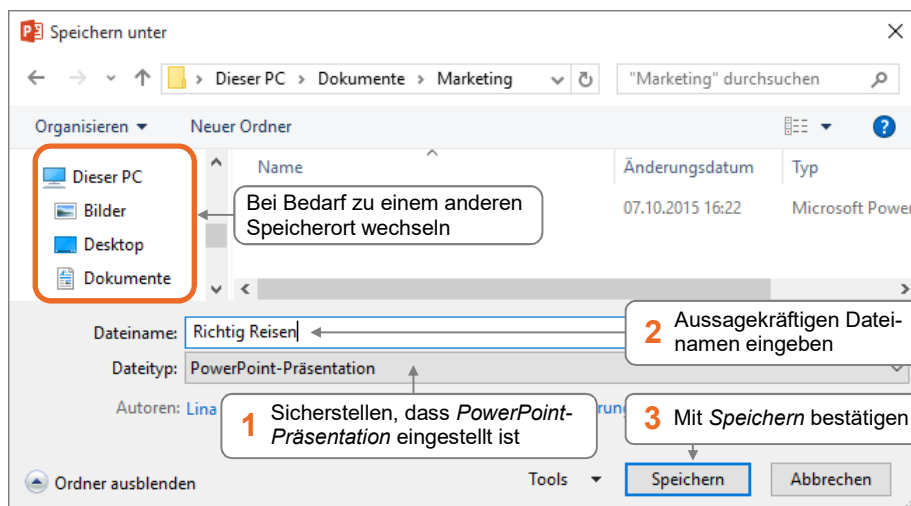 Speichern unter
Dieser PC > Dokumente > Marketing
"Marketing" durchsuchen
Organisieren
Neuer Ordner
Dieser PC
Bilder
Desktop
Dokumente
Name
Änderungsdatum
Typ
07.10.2015 16:22
Microsoft Power
Bei Bedarf zu einem anderen
Speicherort wechseln
Dateiname: Richtig Reisen
2 Aussagekräftigen Datei-
namen eingeben
Dateityp: PowerPoint-Präsentation
Autoren: Lina
1 Sicherstellen, dass PowerPoint-
Präsentation eingestellt ist
3 Mit Speichern bestätigen
Ordner ausblenden
Tools
Speichern
Abbrechen